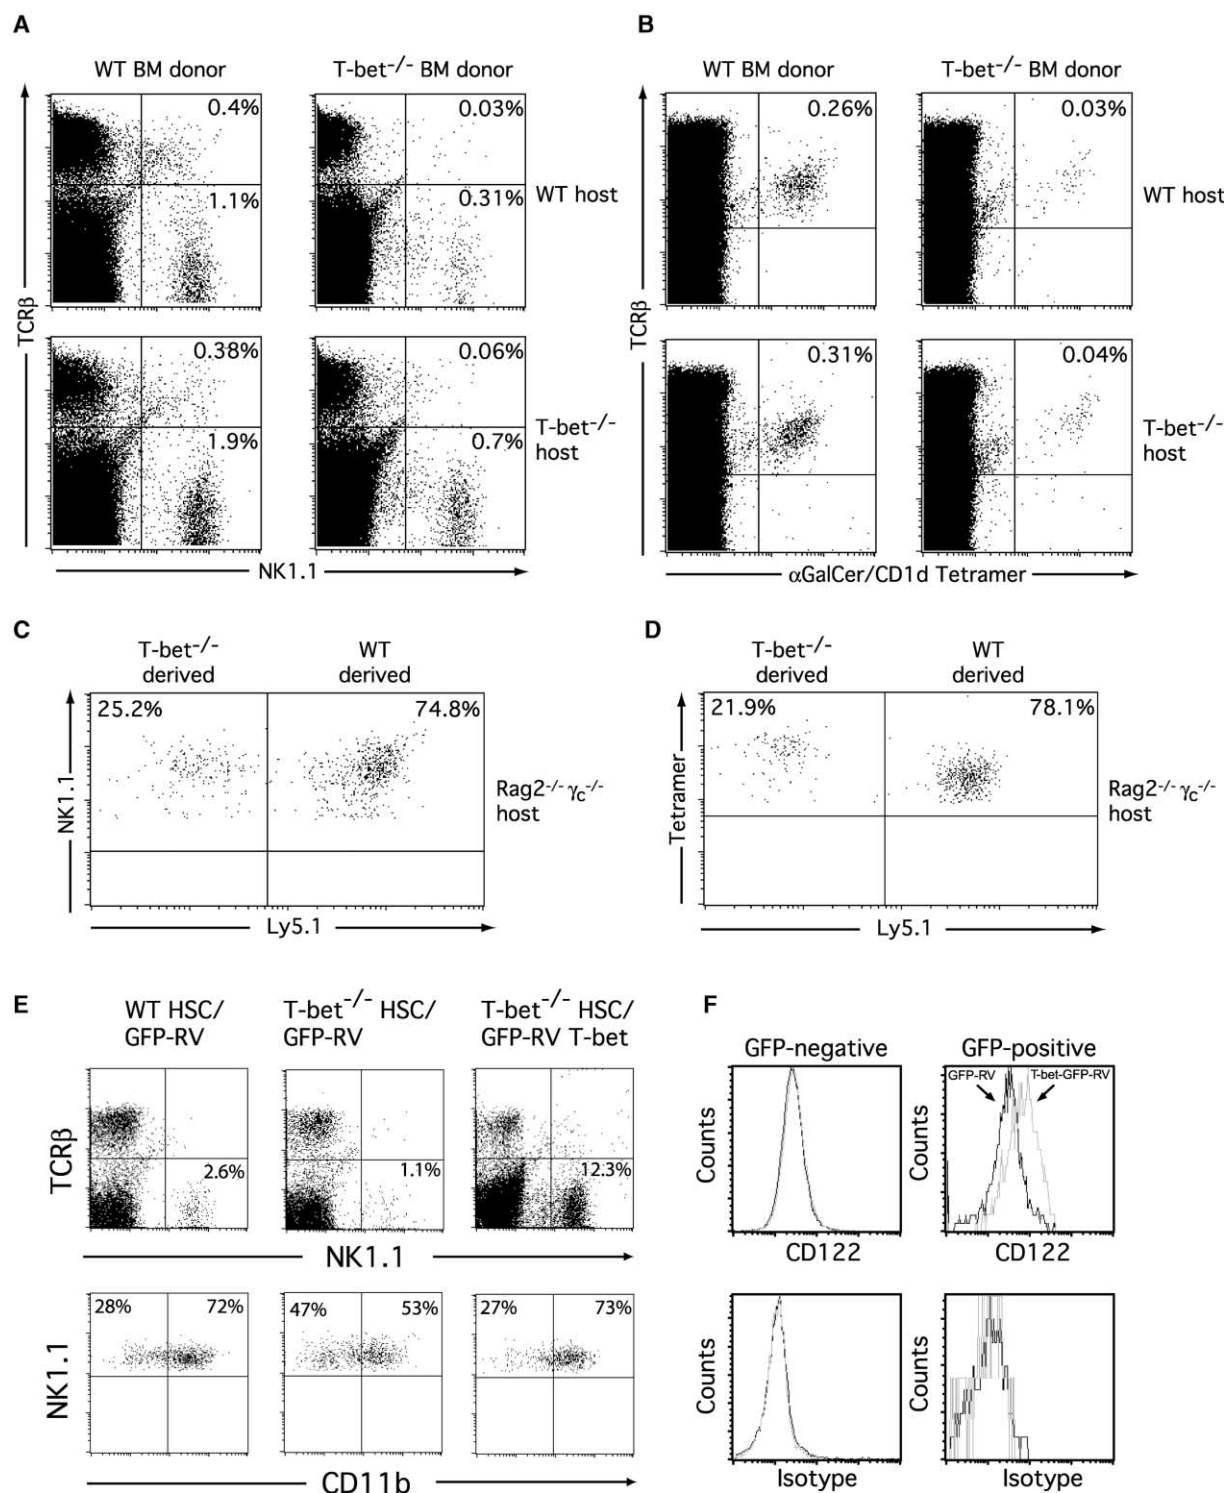 A
WT BM donor
T-bet-/- BM donor
0.4%
0.03%
1.1%
0.31%
WT host
0.38%
0.06%
1.9%
0.7%
T-bet-/-
host
TCRβ
NK1.1
B
WT BM donor
T-bet-/- BM donor
0.26%
0.03%
WT host
0.31%
0.04%
T-bet-/-
host
TCRβ
αGalCer/CD1d Tetramer
C
T-bet-/-
derived
WT
derived
25.2%
74.8%
NK1.1
Rag2-/- γc-/-
host
Ly5.1
D
T-bet-/-
derived
WT
derived
21.9%
78.1%
Tetramer
Rag2-/- γc-/-
host
Ly5.1
E
WT HSC/
GFP-RV
T-bet-/- HSC/
GFP-RV
T-bet-/- HSC/
GFP-RV T-bet
TCRβ
2.6%
1.1%
12.3%
NK1.1
28%
72%
47%
53%
27%
73%
NK1.1
CD11b
F
GFP-negative
GFP-positive
GFP-RV
T-bet-GFP-RV
Counts
Counts
CD122
CD122
Counts
Counts
Isotype
Isotype